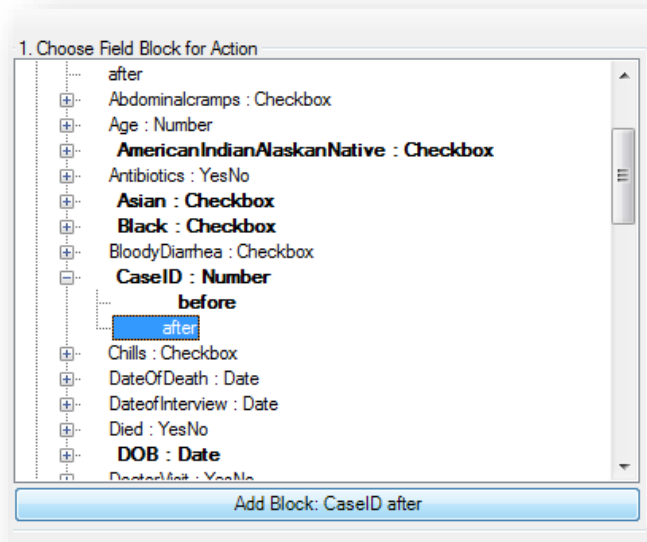 1. Choose Field Block for Action
after
Abdominalcramps : Checkbox
Age : Number
AmericanIndianAlaskanNative : Checkbox
Antibiotics : YesNo
Asian : Checkbox
Black : Checkbox
BloodyDiarrhea : Checkbox
CaseID : Number
before
after
Chills : Checkbox
DateOfDeath : Date
DateofInterview : Date
Died : YesNo
DOB : Date
DoctorVisit : YesNo
Add Block: CaseID after